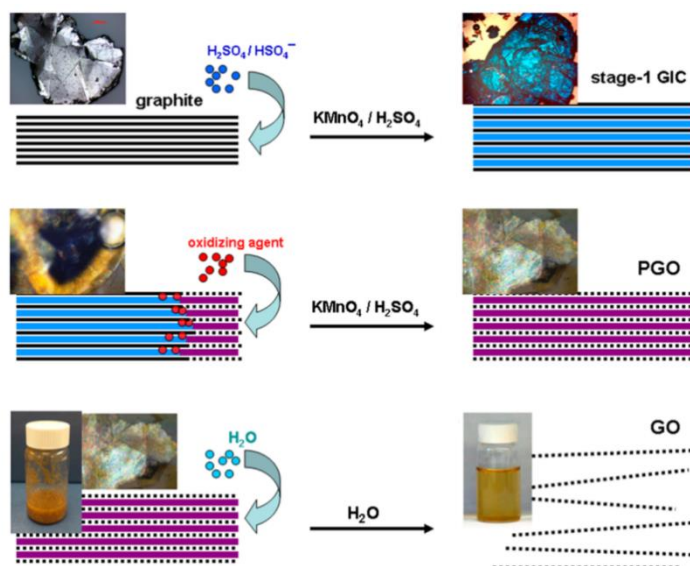 H₂SO₄ / HSO₄⁻
graphite
KMnO₄ / H₂SO₄
stage-1 GIC
oxidizing agent
KMnO₄ / H₂SO₄
PGO
H₂O
H₂O
GO